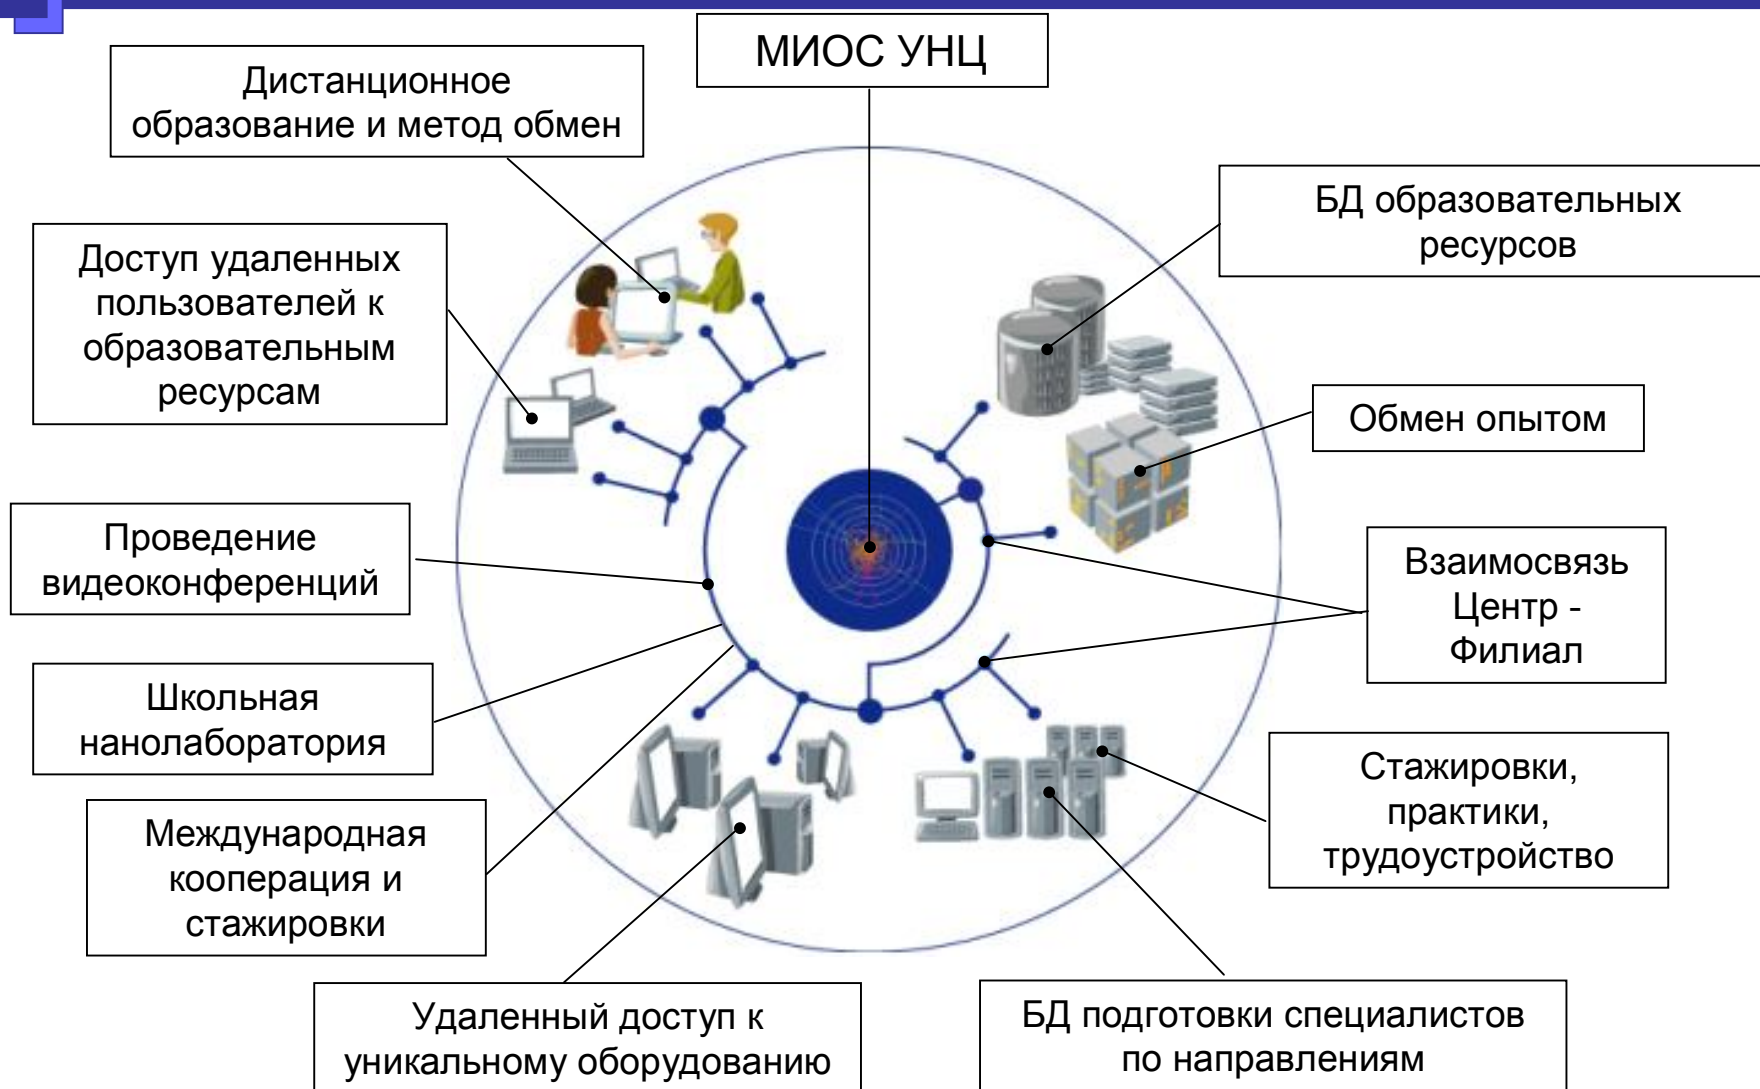 МИОС УНЦ
Дистанционное
образование и метод обмен
БД образовательных
ресурсов
Доступ удаленных
пользователей к
образовательным
ресурсам
Обмен опытом
Проведение
видеоконференций
Взаимосвязь
Центр -
Филиал
Школьная
нанолаборатория
Стажировки,
практики,
трудоустройство
Международная
кооперация и
стажировки
Удаленный доступ к
уникальному оборудованию
БД подготовки специалистов
по направлениям